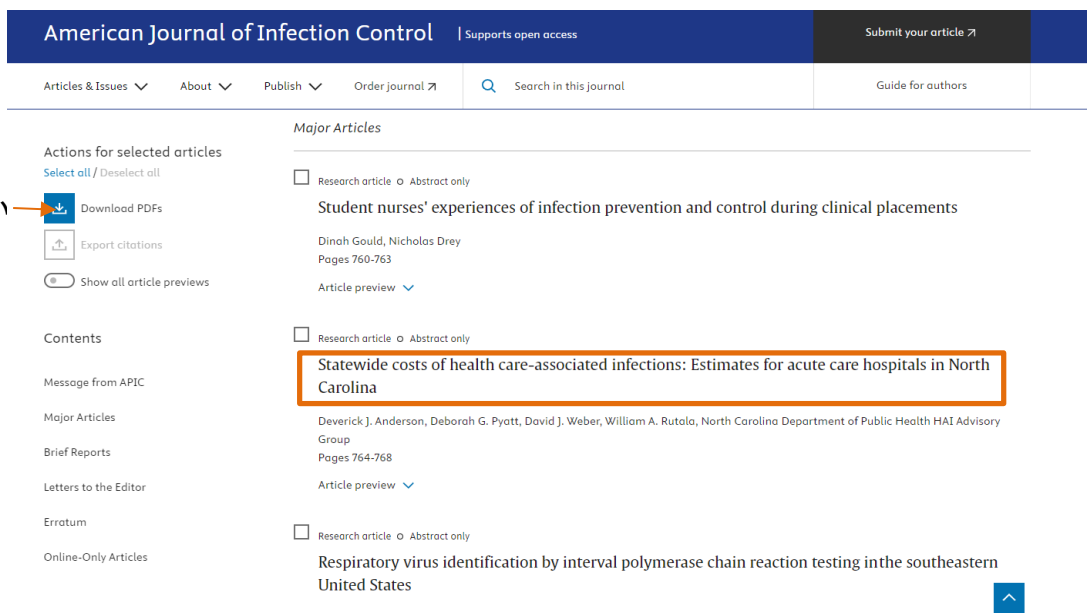 American Journal of Infection Control | Supports open access
Submit your article ↗
Articles & Issues
About
Publish
Order journal ↗
Search in this journal
Guide for authors
Major Articles
Actions for selected articles
Select all / Deselect all
Download PDFs
Export citations
Show all article previews
Contents
Message from APIC
Major Articles
Brief Reports
Letters to the Editor
Erratum
Online-Only Articles
Research article Abstract only
Student nurses' experiences of infection prevention and control during clinical placements
Dinah Gould, Nicholas Drey
Pages 760-763
Article preview
Research article Abstract only
Statewide costs of health care-associated infections: Estimates for acute care hospitals in North
Carolina
Deverick J. Anderson, Deborah G. Pyatt, David J. Weber, William A. Rutala, North Carolina Department of Public Health HAI Advisory
Group
Pages 764-768
Article preview
Research article Abstract only
Respiratory virus identification by interval polymerase chain reaction testing inthe southeastern
United States